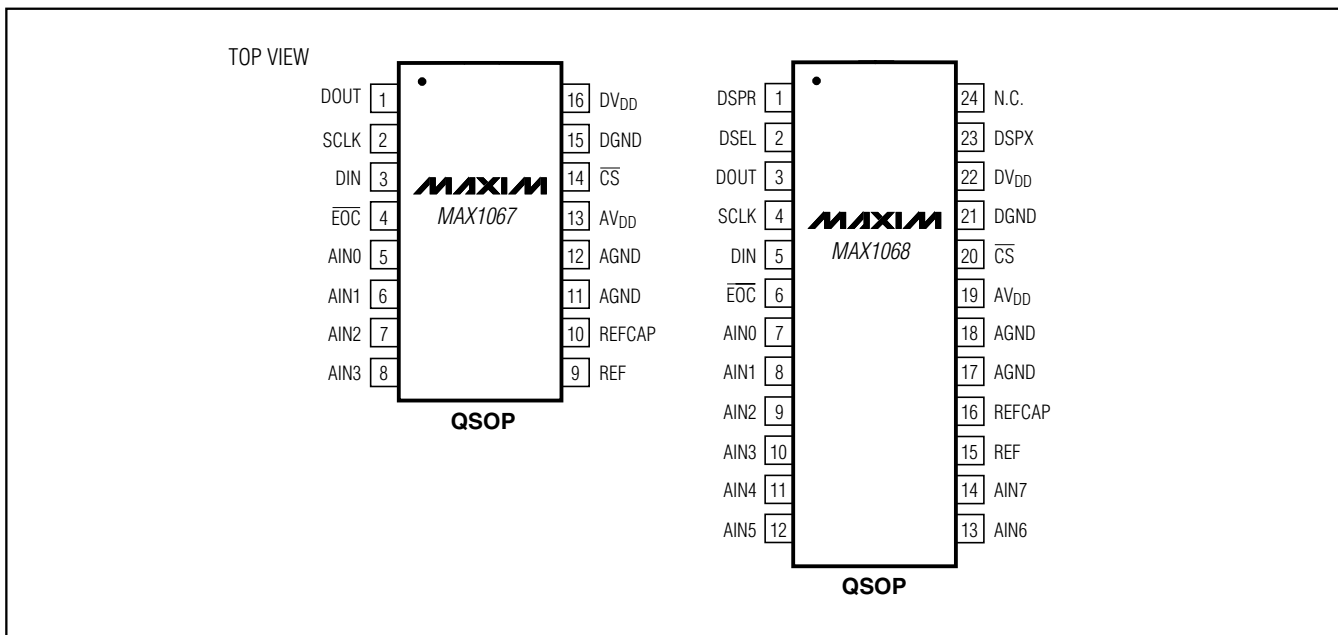 TOP VIEW
DOUT 1
SCLK 2
DIN 3
EOC 4
AIN0 5
AIN1 6
AIN2 7
AIN3 8
MAXIM
MAX1067
16 DVDD
15 DGND
14 CS
13 AVDD
12 AGND
11 AGND
10 REFCAP
9 REF
QSOP
DSPR 1
DSEL 2
DOUT 3
SCLK 4
DIN 5
EOC 6
AIN0 7
AIN1 8
AIN2 9
AIN3 10
AIN4 11
AIN5 12
MAXIM
MAX1068
24 N.C.
23 DSPX
22 DVDD
21 DGND
20 CS
19 AVDD
18 AGND
17 AGND
16 REFCAP
15 REF
14 AIN7
13 AIN6
QSOP